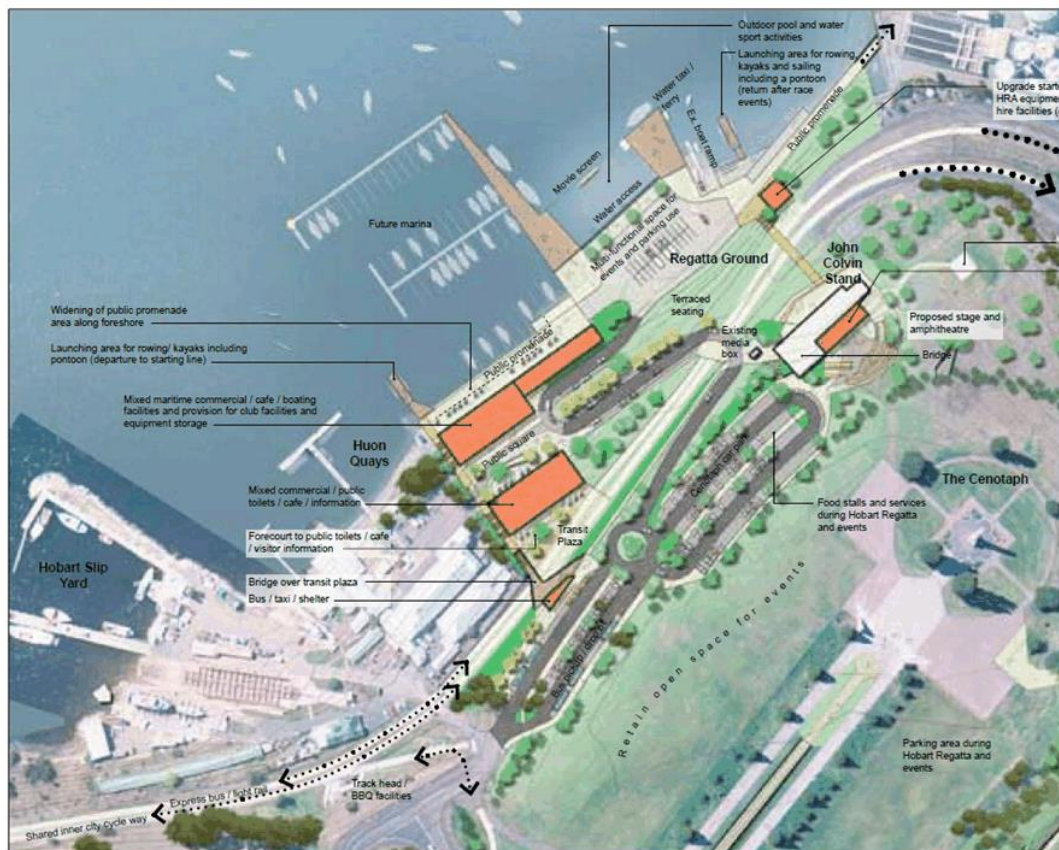 Outdoor pool and water
sport activities
Launching area for rowing,
kayaks and sailing
including a pontoon
(return after race
events)
Water taxi /
ferry
Ex. boat ramp
Public promenade
Upgrade
HRA
hire facilities
Movie screen
Water access
Multi-functional space for
events and parking use
Future marina
Regatta Ground
John
Colvin
Stand
Terraced
seating
Widening of public promenade
area along foreshore
Public promenade
Existing
media
box
Proposed stage and
amphitheatre
Bridge
Launching area for rowing/ kayaks including
pontoon (departure to starting line)
Mixed maritime commercial / cafe / boating
facilities and provision for club facilities and
equipment storage
Huon
Quays
Public square
Cenotaph car park
The Cenotaph
Mixed commercial / public
toilets / cafe / information
Food stalls and services
during Hobart Regatta
and events
Transit
Plaza
Forecourt to public toilets / cafe
/ visitor information
Hobart Slip
Yard
Bridge over transit plaza
Bus / taxi / shelter
Bus pickup / dropoff
Retain open space for events
Parking area during
Hobart Regatta and
events
Track head /
BBQ facilities
Express bus / light rail
Shared inner city cycle way